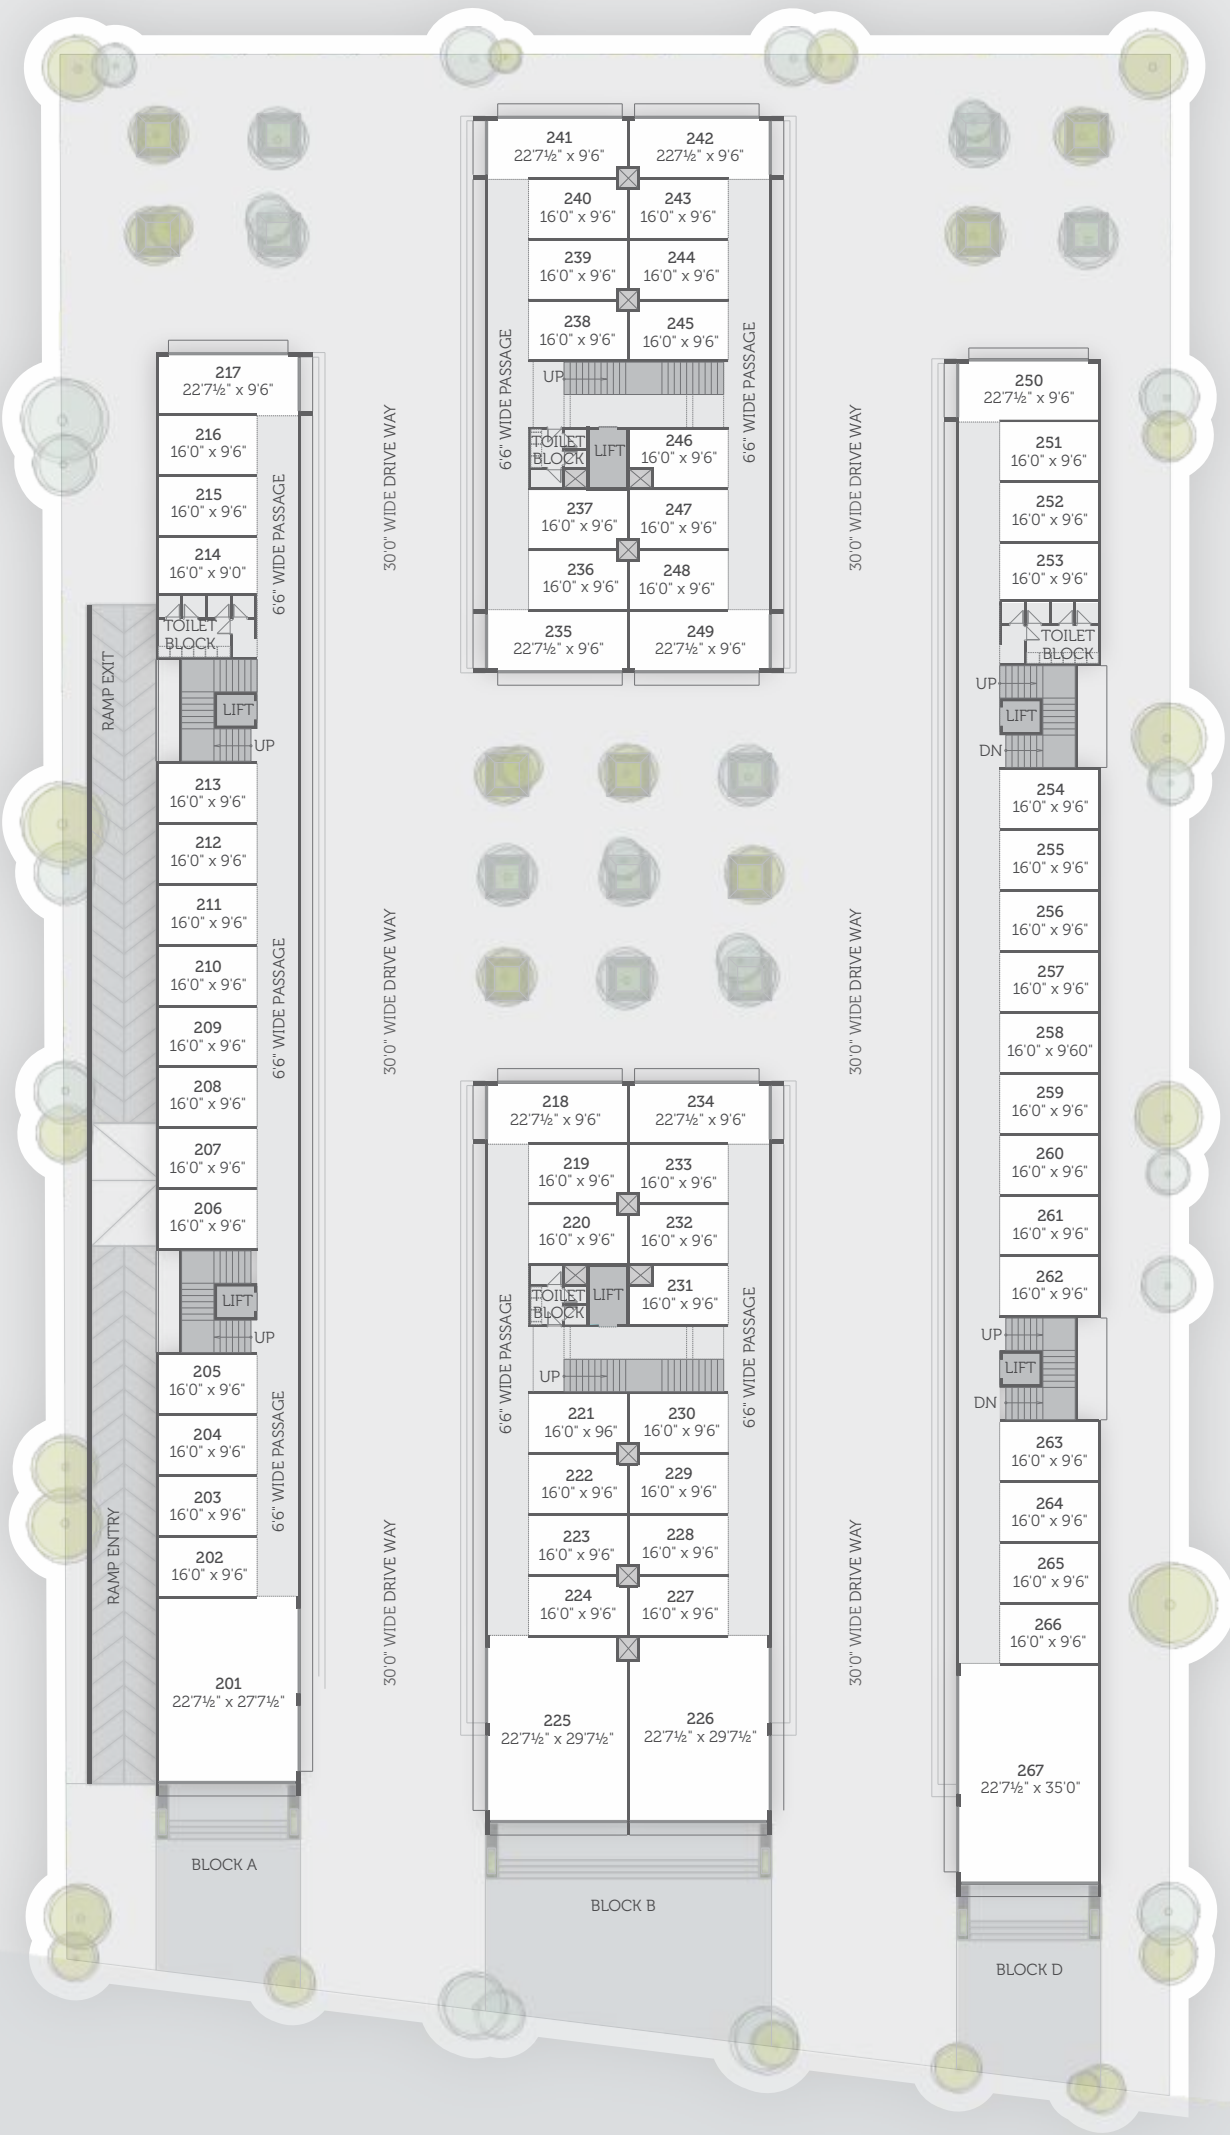 241
22'7½" x 9'6"
242
227½" x 9'6"
240
16'0" x 9'6"
243
16'0" x 9'6"
239
16'0" x 9'6"
244
16'0" x 9'6"
238
16'0" x 9'6"
245
16'0" x 9'6"
UP
6'6" WIDE PASSAGE
6'6" WIDE PASSAGE
TOILET
BLOCK
LIFT
246
16'0" x 9'6"
237
16'0" x 9'6"
247
16'0" x 9'6"
236
16'0" x 9'6"
248
16'0" x 9'6"
235
22'7½" x 9'6"
249
22'7½" x 9'6"
217
22'7½" x 9'6"
216
16'0" x 9'6"
215
16'0" x 9'6"
214
16'0" x 9'0"
6'6" WIDE PASSAGE
TOILET
BLOCK
RAMP EXIT
LIFT
UP
213
16'0" x 9'6"
212
16'0" x 9'6"
211
16'0" x 9'6"
210
16'0" x 9'6"
6'6" WIDE PASSAGE
209
16'0" x 9'6"
208
16'0" x 9'6"
207
16'0" x 9'6"
206
16'0" x 9'6"
LIFT
UP
205
16'0" x 9'6"
204
16'0" x 9'6"
6'6" WIDE PASSAGE
203
16'0" x 9'6"
202
16'0" x 9'6"
RAMP ENTRY
201
22'7½" x 27'7½"
BLOCK A
30'0" WIDE DRIVE WAY
30'0" WIDE DRIVE WAY
30'0" WIDE DRIVE WAY
218
22'7½" x 9'6"
234
22'7½" x 9'6"
219
16'0" x 9'6"
233
16'0" x 9'6"
220
16'0" x 9'6"
232
16'0" x 9'6"
TOILET
BLOCK
LIFT
231
16'0" x 9'6"
6'6" WIDE PASSAGE
6'6" WIDE PASSAGE
UP
221
16'0" x 96"
230
16'0" x 9'6"
222
16'0" x 9'6"
229
16'0" x 9'6"
223
16'0" x 9'6"
228
16'0" x 9'6"
224
16'0" x 9'6"
227
16'0" x 9'6"
225
22'7½" x 29'7½"
226
22'7½" x 29'7½"
BLOCK B
30'0" WIDE DRIVE WAY
30'0" WIDE DRIVE WAY
30'0" WIDE DRIVE WAY
250
22'7½" x 9'6"
251
16'0" x 9'6"
252
16'0" x 9'6"
253
16'0" x 9'6"
TOILET
BLOCK
UP
LIFT
DN
254
16'0" x 9'6"
255
16'0" x 9'6"
256
16'0" x 9'6"
257
16'0" x 9'6"
258
16'0" x 9'60"
259
16'0" x 9'6"
260
16'0" x 9'6"
261
16'0" x 9'6"
262
16'0" x 9'6"
UP
LIFT
DN
263
16'0" x 9'6"
264
16'0" x 9'6"
265
16'0" x 9'6"
266
16'0" x 9'6"
267
22'7½" x 35'0"
BLOCK D